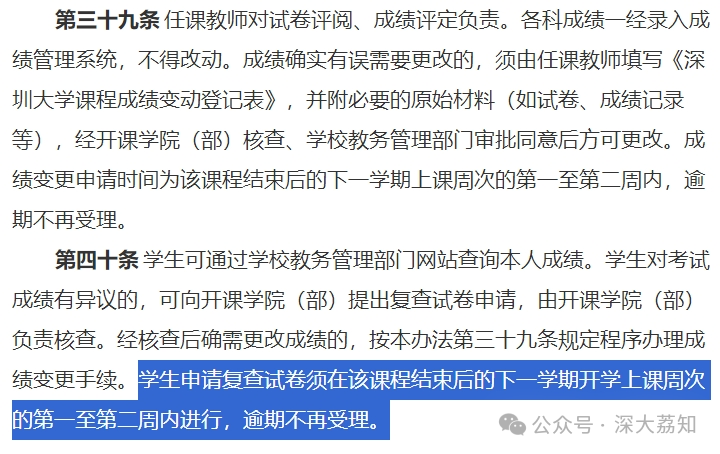 第三十九条 任课教师对试卷评阅、成绩评定负责。各科成绩一经录入成
绩管理系统，不得改动。成绩确实有误需要更改的，须由任课教师填写《深
圳大学课程成绩变动登记表》，并附必要的原始材料（如试卷、成绩记录
等），经开课学院（部）核查、学校教务管理部门审批同意后方可更改。成
绩变更申请时间为该课程结束后的下一学期上课周次的第一至第二周内，逾
期不再受理。
第四十条 学生可通过学校教务管理部门网站查询本人成绩。学生对考试
成绩有异议的，可向开课学院（部）提出复查试卷申请，由开课学院（部）
负责核查。经核查后确需更改成绩的，按本办法第三十九条规定程序办理成
绩变更手续。学生申请复查试卷须在该课程结束后的下一学期开学上课周次
的第一至第二周内进行，逾期不再受理。
公众号·深大荔知